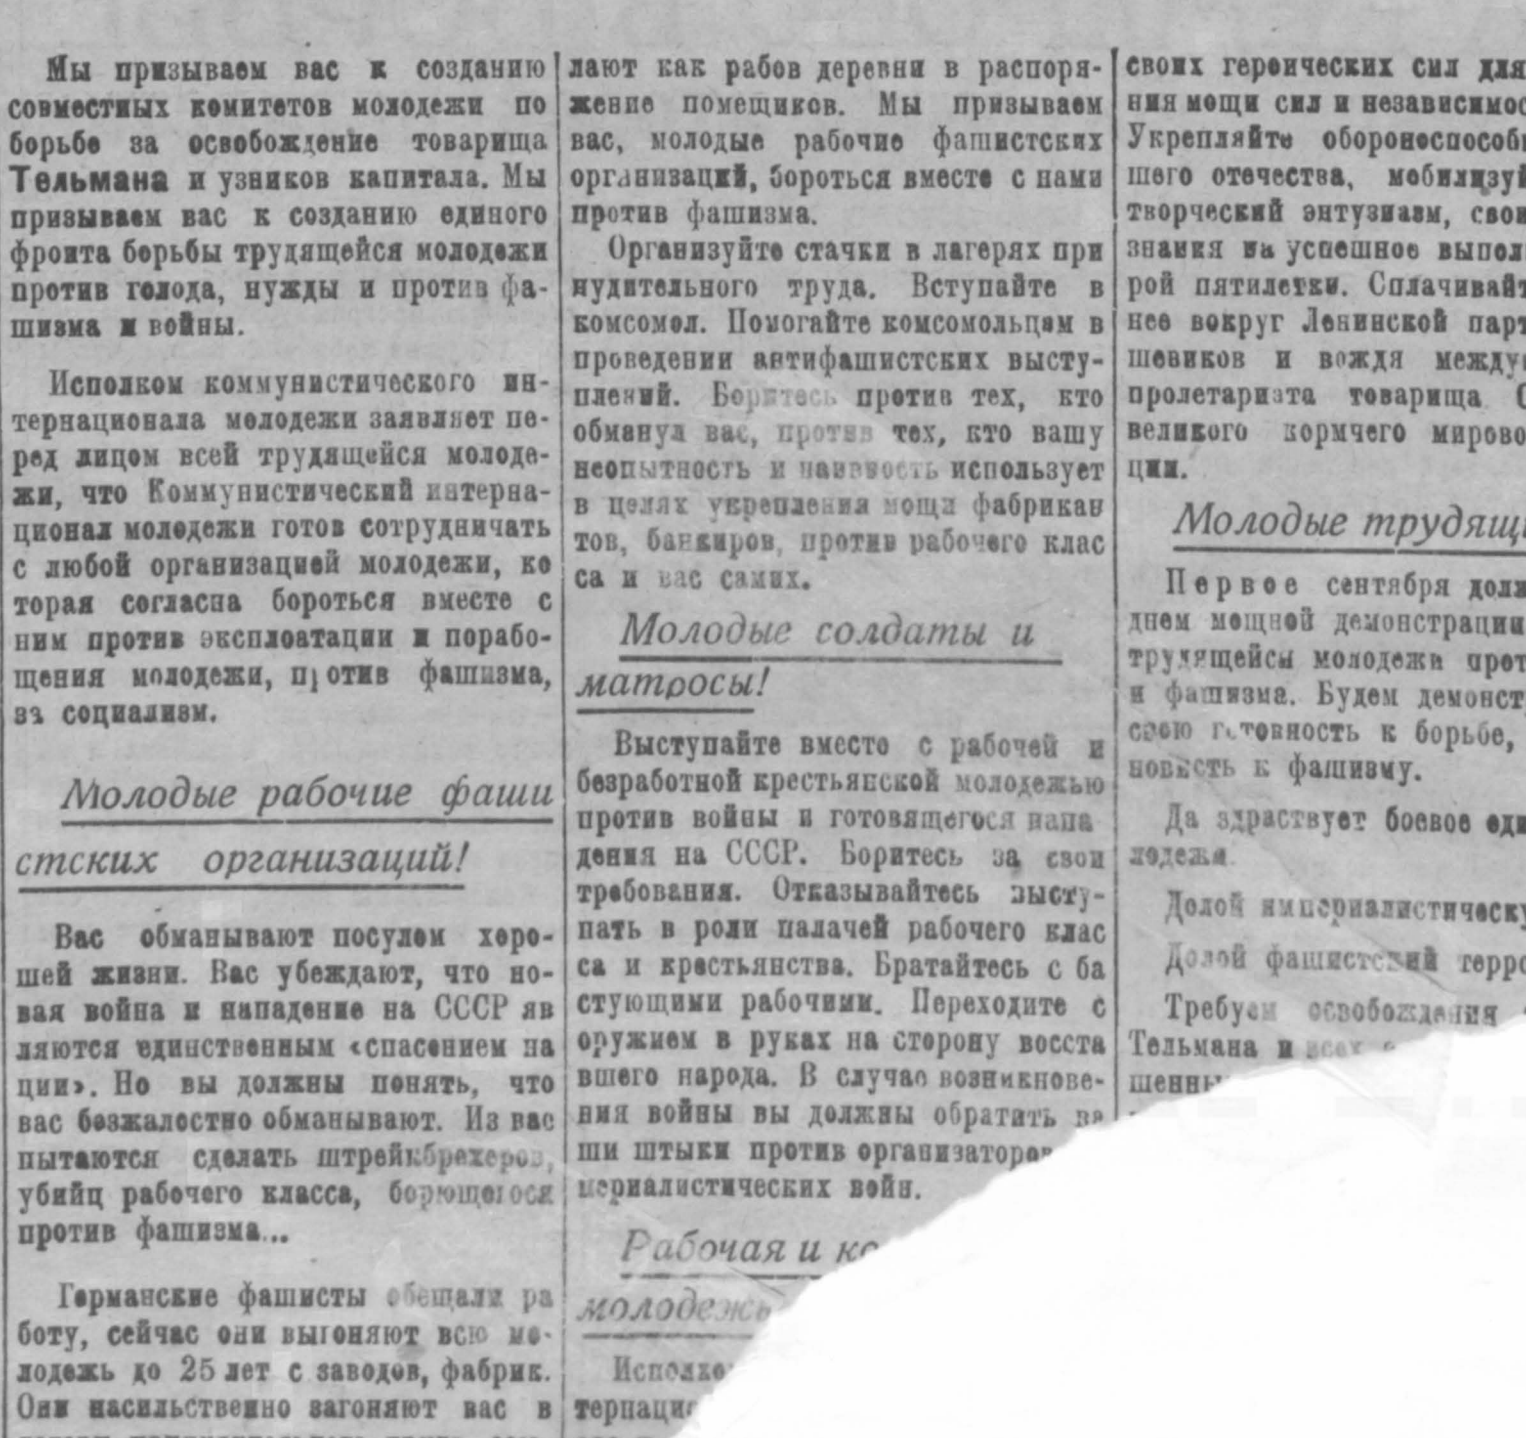 Мы призываем вас к созданию
совместных комитетов молодежи по
борьбе за освобождение товарища
Тельмана и узников капитала. Мы
призываем вас к созданию единого
фронта борьбы трудящейся молодежи
против голода, нужды и против фа-
шизма и войны.
Исполком коммунистического ин-
тернационала молодежи заявляет пе-
ред лицом всей трудящейся молоде-
жи, что Коммунистический интерна-
ционал молодежи готов сотрудничать
с любой организацией молодежи, ко
торая согласна бороться вместе с
ним против эксплоатации и порабо-
щения молодежи, против фашизма,
за социализм.
Молодые рабочие фаши
стских организаций!
Вас обманывают посулом хоро-
шей жизни. Вас убеждают, что но-
вая война и нападение на СССР яв
ляются единственным «спасением на
ции». Но вы должны понять, что
вас безжалостно обманывают. Из вас
пытаются сделать штрейкбрехеров,
убийц рабочего класса, борющегося
против фашизма...
Германские фашисты обещали ра
боту, сейчас они выгоняют всю мо-
лодежь до 25 лет с заводов, фабрик.
Они насильственно загоняют вас в
лают как рабов деревни в распоря-
жение помещиков. Мы призываем
вас, молодые рабочие фашистских
организаций, бороться вместе с нами
против фашизма.
Организуйте стачки в лагерях при
нудительного труда. Вступайте в
комсомол. Помогайте комсомольцам в
проведении антифашистских высту-
плений. Боритесь против тех, кто
обманул вас, против тех, кто вашу
неопытность и наивность использует
в целях укрепления мощи фабрикан
тов, банкиров, против рабочего клас
са и вас самих.
Молодые солдаты и
матросы!
Выступайте вместе с рабочей и
безработной крестьянской молодежью
против войны и готовящегося напа
дения на СССР. Боритесь за свои
требования. Отказывайтесь высту-
пать в роли палачей рабочего клас
са и крестьянства. Братайтесь с ба
стующими рабочими. Переходите с
оружием в руках на сторону восста
вшего народа. В случае возникнове-
ния войны вы должны обратить ва
ши штыки против организаторов
периалистических войн.
Рабочая и ко
молодежь
Исполко
тернацио
своих героических сил для
ния мощи сил и независимос
Укрепляйте обороноспособн
шего отечества, мобилизуй
творческий энтузиазм, свои
знания на успешное выпол
рой пятилетки. Сплачивайт
нее вокруг Ленинской парт
шевиков и вождя между
пролетариата товарища С
великого кормчего мирово
ции.
Молодые трудящи
Первое сентября долж
днем мощной демонстрации
трудящейся молодежи прот
и фашизма. Будем демонстр
свою готовность к борьбе,
новисть к фашизму.
Да здраствует боевое еди
лодежи.
Долой империалистическу
Долой фашистский терро
Требуем освобождения
Тельмана и всех
шенны